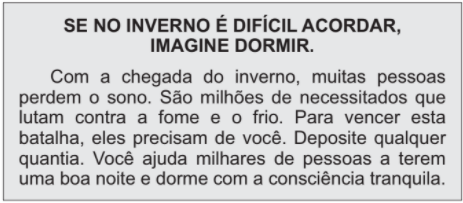 SE NO INVERNO É DIFÍCIL ACORDAR,
IMAGINE DORMIR.
Com a chegada do inverno, muitas pessoas
perdem o sono. São milhões de necessitados que
lutam contra a fome e o frio. Para vencer esta
batalha, eles precisam de você. Deposite qualquer
quantia. Você ajuda milhares de pessoas a terem
uma boa noite e dorme com a consciência tranquila.